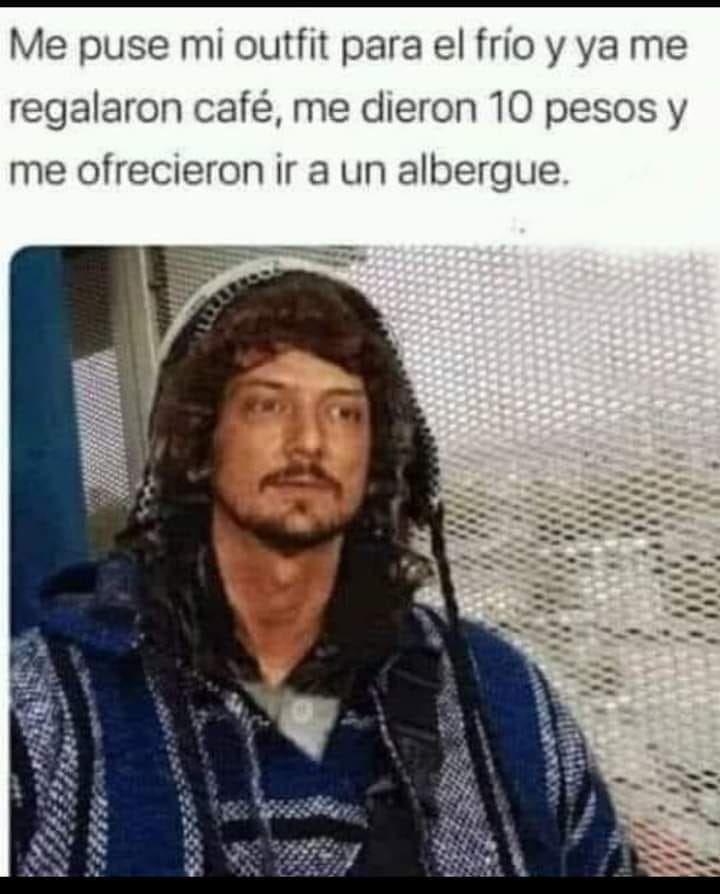 Me puse mi outfit para el frío y ya me
regalaron café, me dieron 10 pesos y
me ofrecieron ir a un albergue.